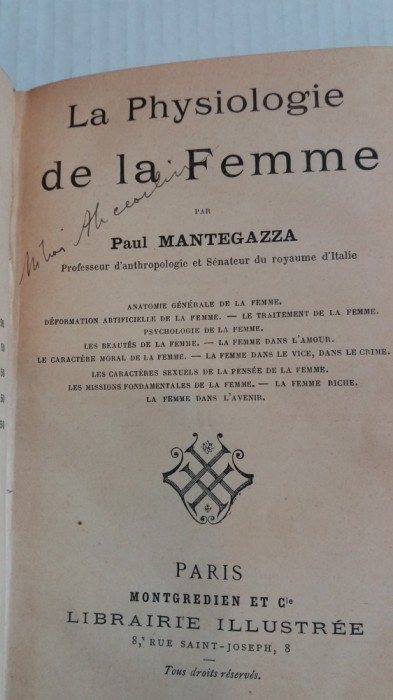 La Physiologie
de la Femme
PAR
Paul MANTEGAZZA
Professeur d'anthropologie et Sénateur du royaume d'Italie
ANATOMIE GÉNÉRALE DE LA FEMME.
DÉFORMATION ARTIFICIELLE DE LA FEMME. — LE TRAITEMENT DE LA FEMME.
PSYCHOLOGIE DE LA FEMME.
LES BEAUTÉS DE LA FEMME. — LA FEMME DANS L'AMOUR.
LE CARACTÈRE MORAL DE LA FEMME. — LA FEMME DANS LE VICE, DANS LE CRIME.
LES CARACTÈRES SEXUELS DE LA PENSÉE DE LA FEMME.
LES MISSIONS FONDAMENTALES DE LA FEMME. — LA FEMME RICHE.
LA FEMME DANS L'AVENIR.
PARIS
MONTGREDIEN ET Cie
LIBRAIRIE ILLUSTRÉE
8, RUE SAINT-JOSEPH, 8
Tous droits réservés.